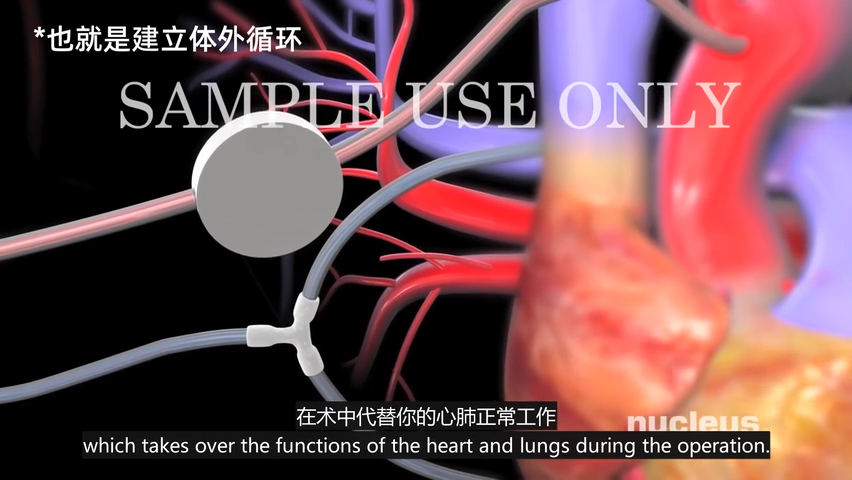 *也就是建立体外循环
SAMPLE USE ONLY
在术中代替你的心肺正常工作
nucleus
which takes over the functions of the heart and lungs during the operation.